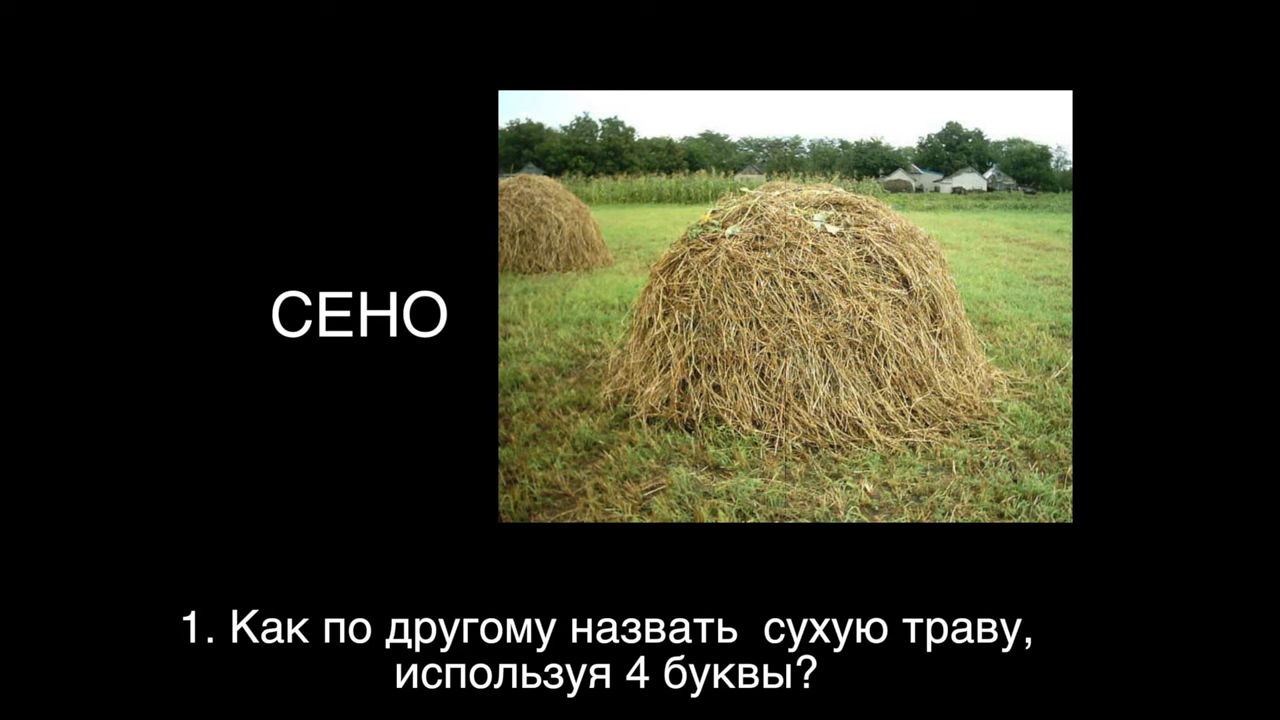 СЕНО
1. Как по другому назвать  сухую траву,
используя 4 буквы?